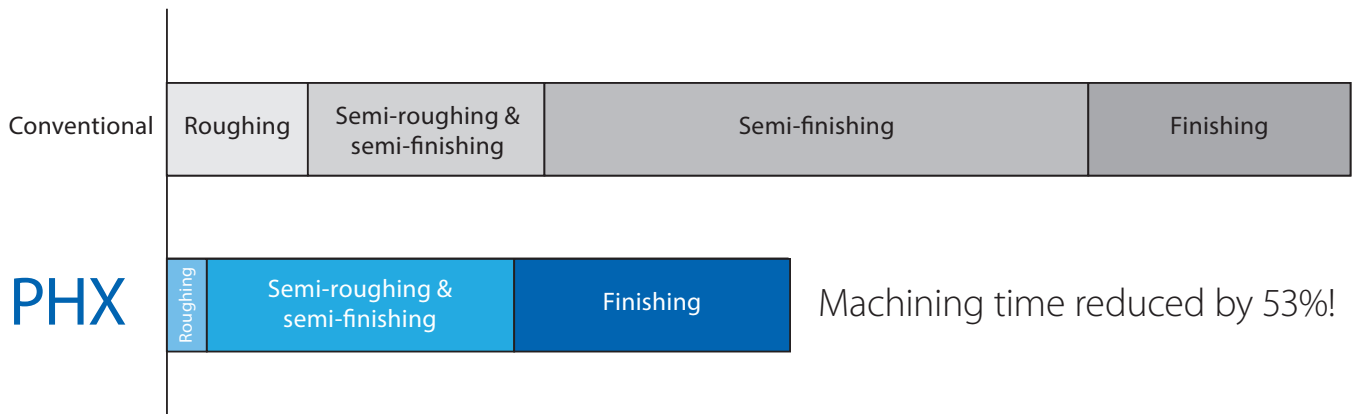 Conventional
Roughing
Semi-roughing &
semi-finishing
Semi-finishing
Finishing
PHX
Roughing
Semi-roughing &
semi-finishing
Finishing
Machining time reduced by 53%!